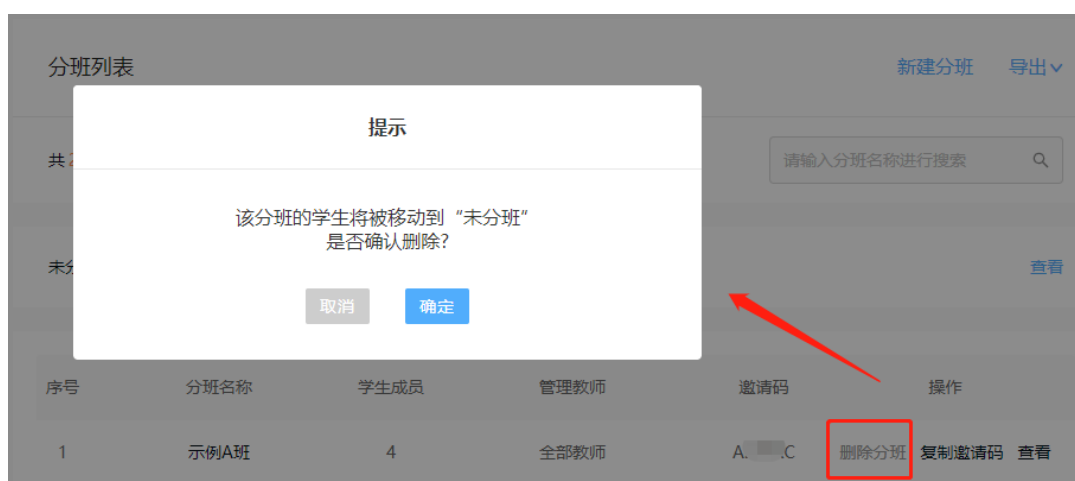 分班列表 新建分班 导出
提示
共 请输入分班名称进行搜索
该分班的学生将被移动到“未分班”
是否确认删除?
未分 查看
取消 确定
序号 分班名称 学生成员 管理教师 邀请码 操作
1 示例A班 4 全部教师 A. .C 删除分班 复制邀请码 查看